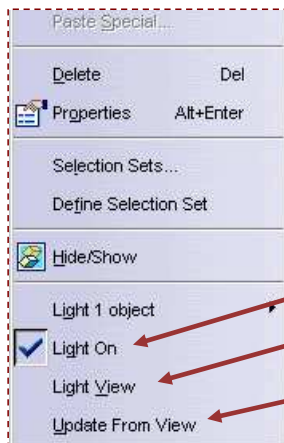 Paste Special...
Delete Del
Properties Alt+Enter
Selection Sets...
Define Selection Set
Hide/Show
Light 1 object
Light On
Light View
Update From View